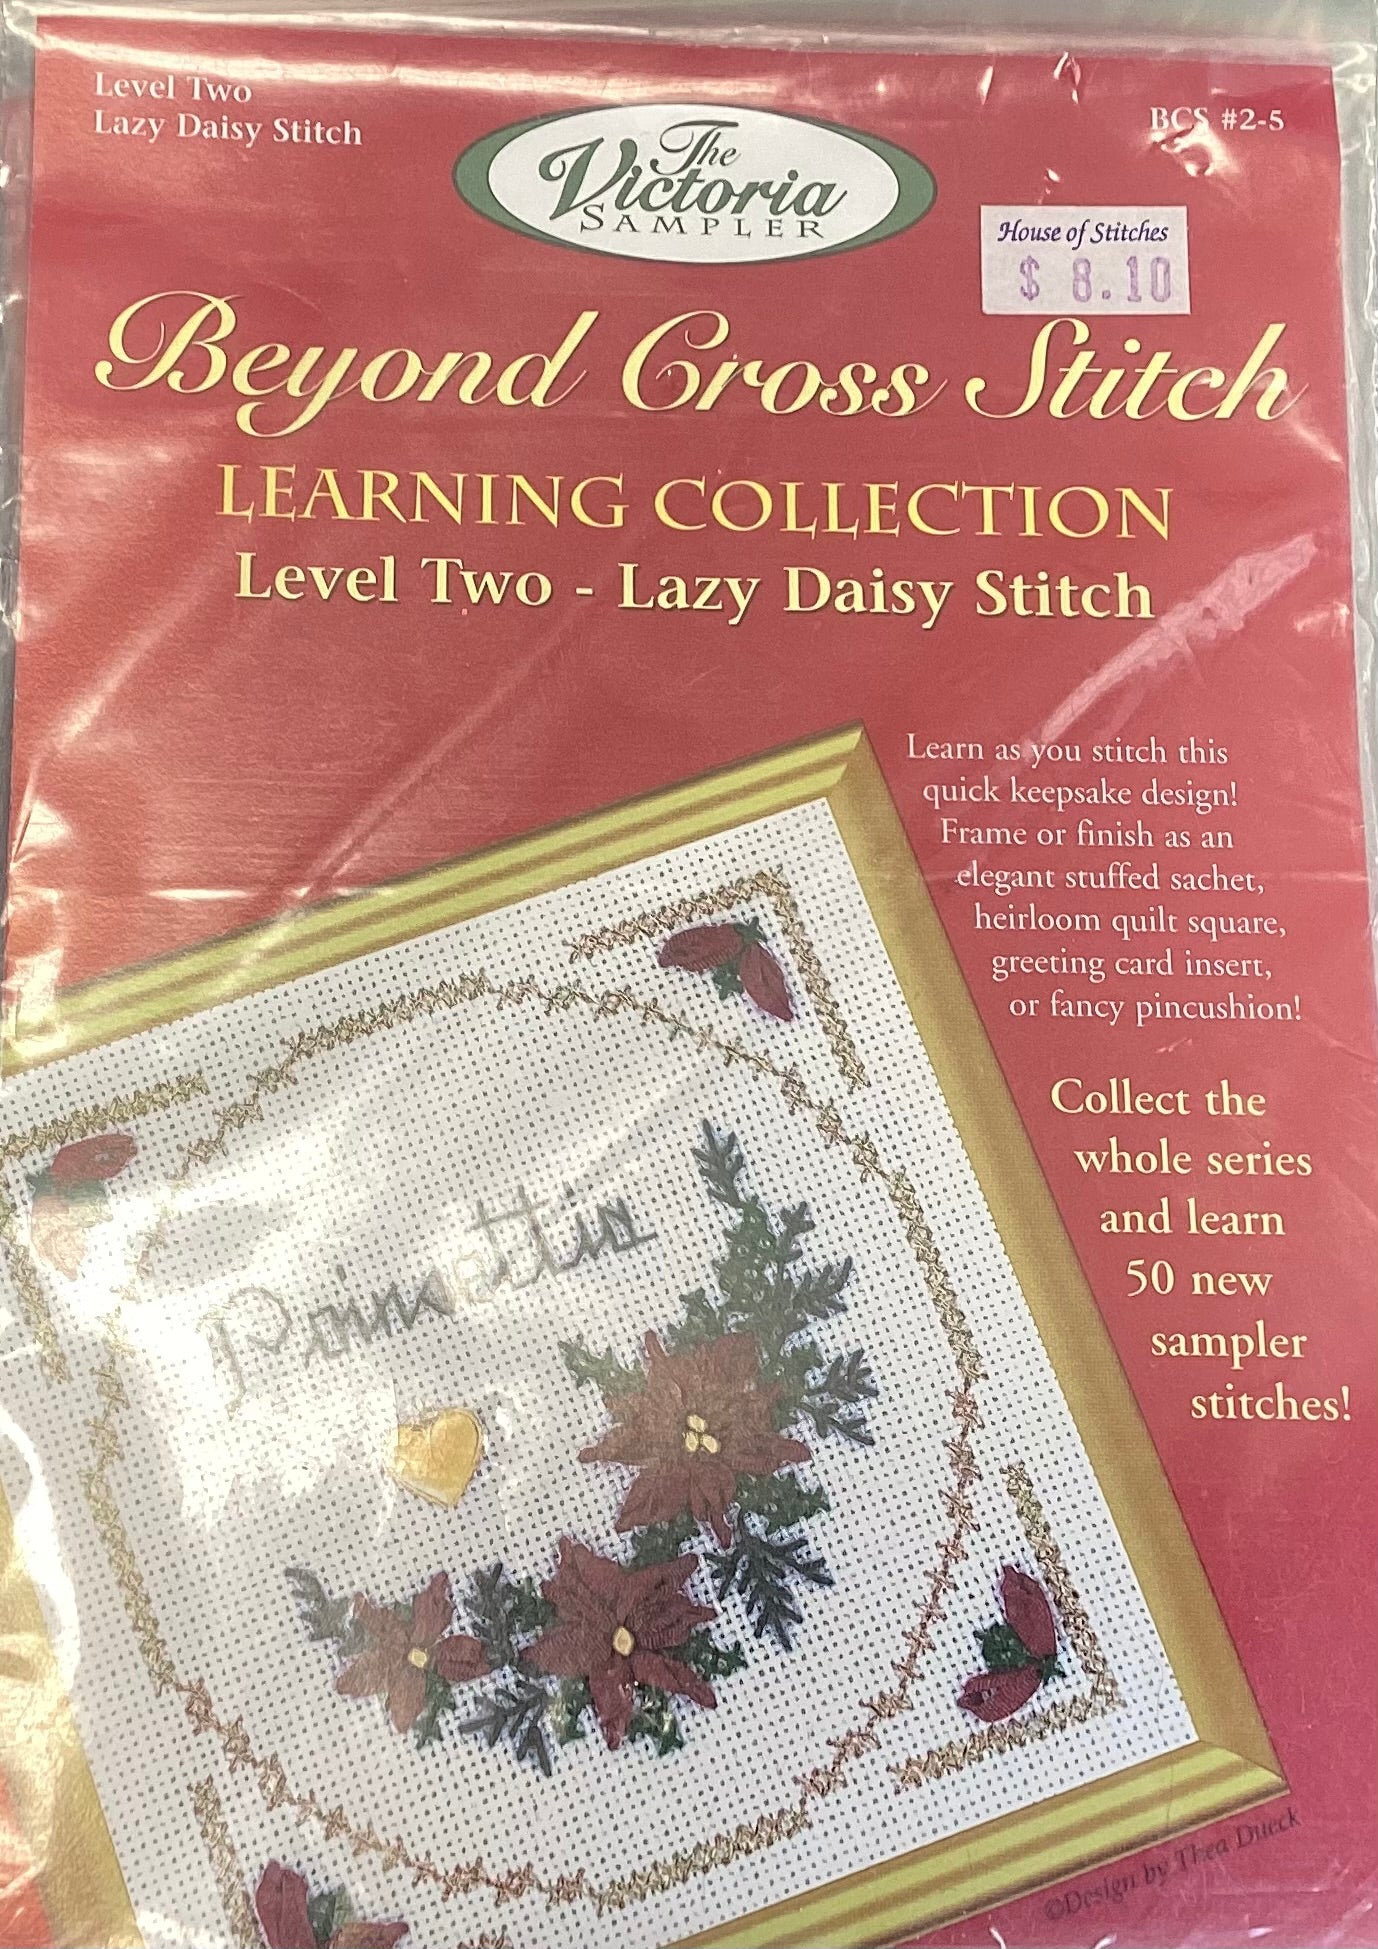 Level Two
Lazy Daisy Stitch
BCS #2-5
The
Victoria
SAMPLER
House of Stitches
$ 8.10
Beyond Cross Stitch
LEARNING COLLECTION
Level Two - Lazy Daisy Stitch
Learn as you stitch this
quick keepsake design!
Frame or finish as an
elegant stuffed sachet,
heirloom quilt square,
greeting card insert,
or fancy pincushion!
Collect the
whole series
and learn
50 new
sampler
stitches!
©Design by Thea Dueck